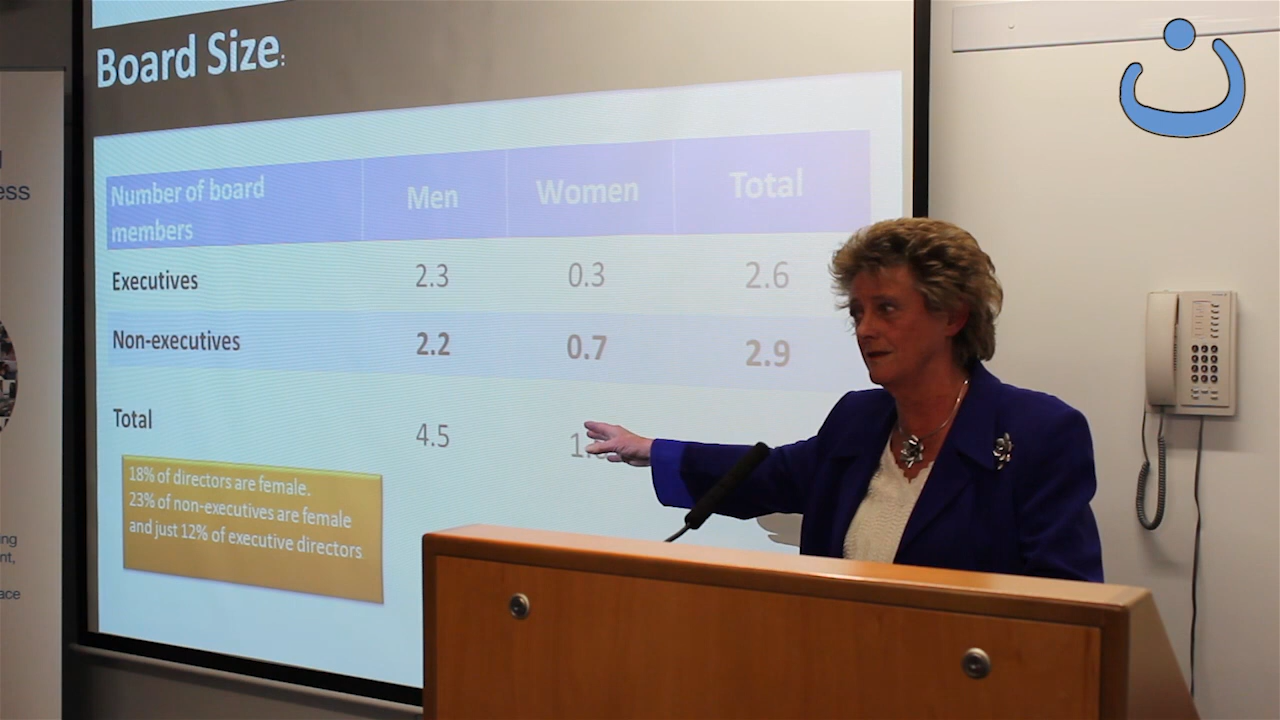 Board Size:
Number of board
members
Men
Women
Total
Executives
2.3
0.3
2.6
Non-executives
2.2
0.7
2.9
Total
4.5
18% of directors are female.
23% of non-executives are female
and just 12% of executive directors